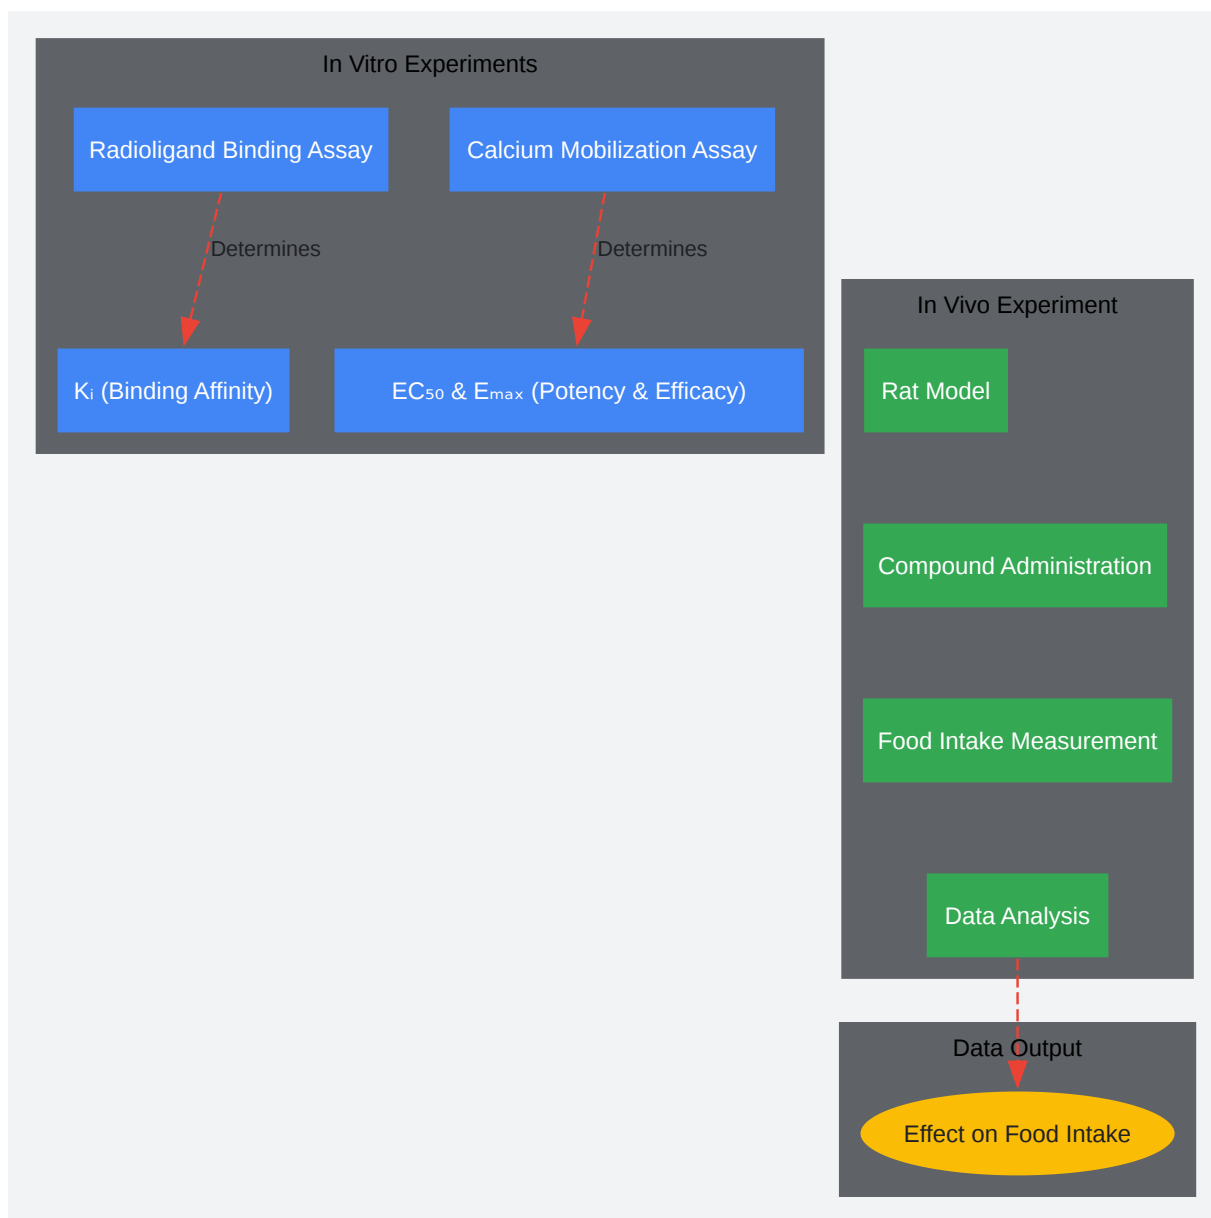 In Vitro Experiments
Radioligand Binding Assay
Calcium Mobilization Assay
Determines
Determines
Kᵢ (Binding Affinity)
EC₅₀ & Eₘₐₓ (Potency & Efficacy)
In Vivo Experiment
Rat Model
Compound Administration
Food Intake Measurement
Data Analysis
Data Output
Effect on Food Intake